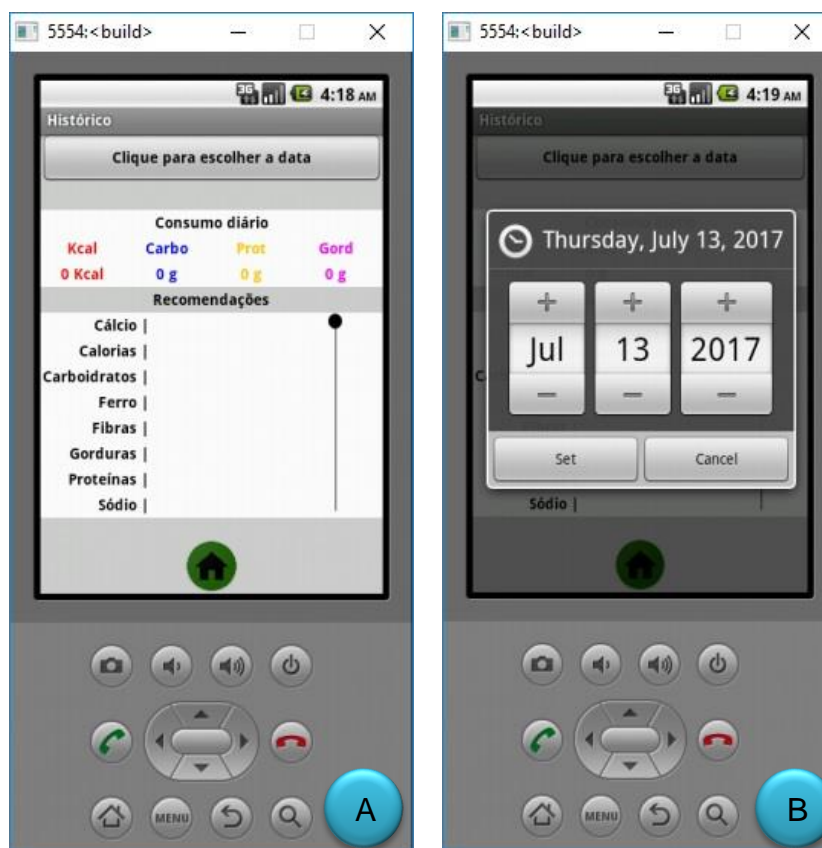 5554:<build>
3G 4:18 AM
Histórico
Clique para escolher a data
Consumo diário
Kcal Carbo Prot Gord
0 Kcal 0 g 0 g 0 g
Recomendações
Cálcio |
Calorias |
Carboidratos |
Ferro |
Fibras |
Gorduras |
Proteínas |
Sódio |
MENU
A
5554:<build>
3G 4:19 AM
Histórico
Clique para escolher a data
Thursday, July 13, 2017
Jul 13 2017
Set Cancel
Sódio |
MENU
B